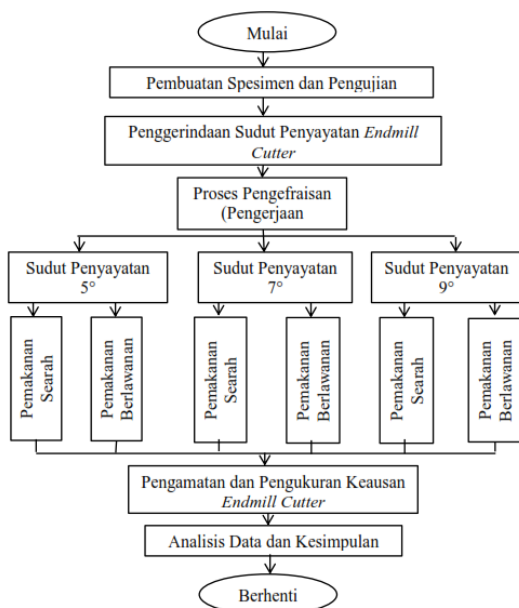 Mulai
Pembuatan Spesimen dan Pengujian
Penggerindaan Sudut Penyayatan Endmill
Cutter
Proses Pengefraisan
(Pengerjaan
Sudut Penyayatan
5°
Sudut Penyayatan
7°
Sudut Penyayatan
9°
Pemakanan
Searah
Pemakanan
Berlawanan
Pemakanan
Searah
Pemakanan
Berlawanan
Pemakanan
Searah
Pemakanan
Berlawanan
Pengamatan dan Pengukuran Keausan
Endmill Cutter
Analisis Data dan Kesimpulan
Berhenti